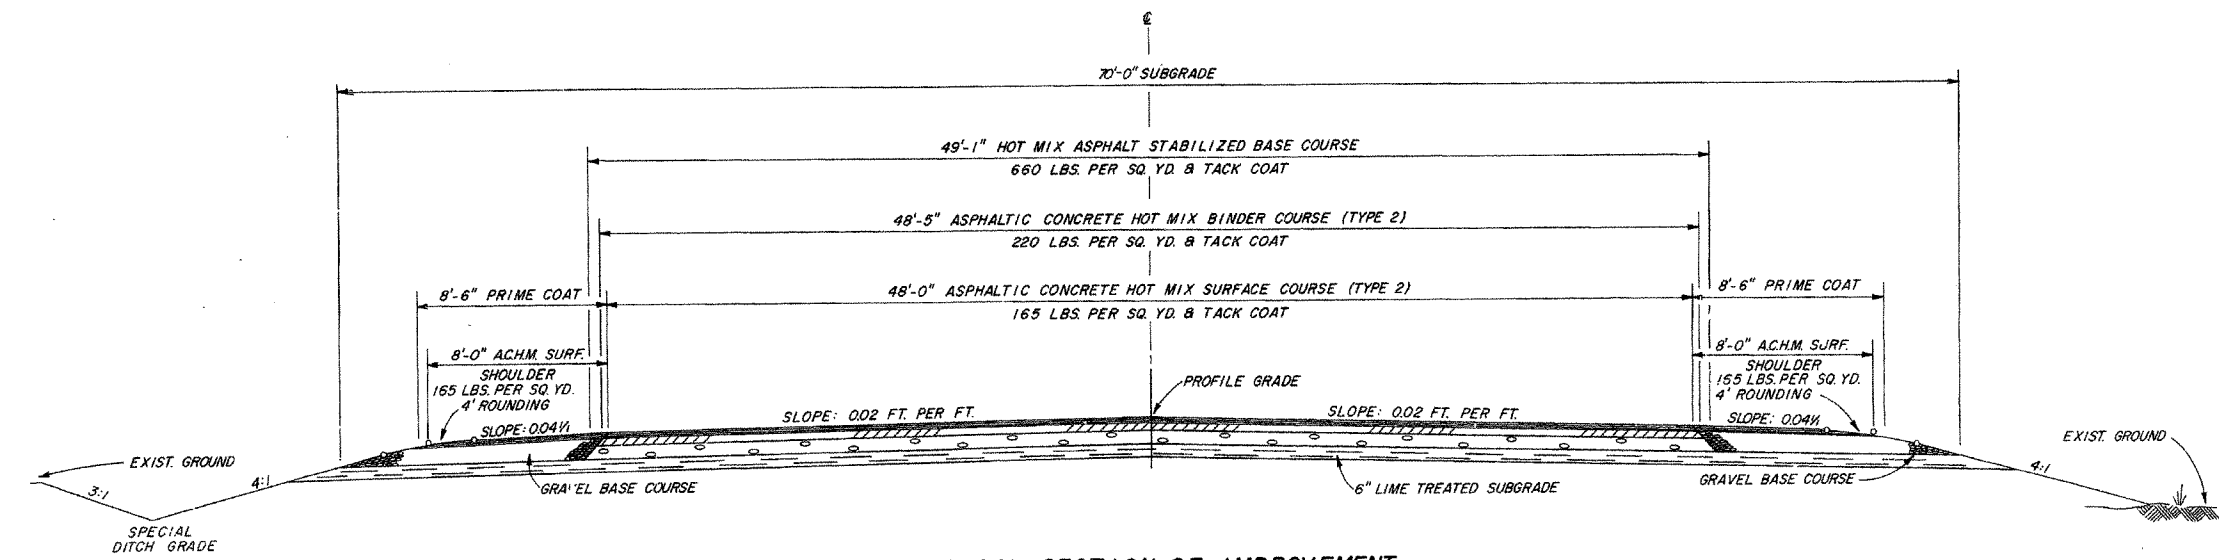 ℄
70'-0" SUBGRADE
49'-1" HOT MIX ASPHALT STABILIZED BASE COURSE
660 LBS. PER SQ. YD. & TACK COAT
48'-5" ASPHALTIC CONCRETE HOT MIX BINDER COURSE (TYPE 2)
220 LBS. PER SQ. YD. & TACK COAT
8'-6" PRIME COAT
48'-0" ASPHALTIC CONCRETE HOT MIX SURFACE COURSE (TYPE 2)
8'-6" PRIME COAT
165 LBS. PER SQ. YD. & TACK COAT
8'-0" A.C.H.M. SURF.
SHOULDER
165 LBS. PER SQ. YD.
4' ROUNDING
8'-0" A.C.H.M. SURF.
SHOULDER
165 LBS. PER SQ. YD.
4' ROUNDING
PROFILE GRADE
SLOPE: 0.04'/1
SLOPE: 0.02 FT. PER FT.
SLOPE: 0.02 FT. PER FT.
SLOPE: 0.04'/1
EXIST. GROUND
EXIST. GROUND
3:1
4:1
4:1
GRAVEL BASE COURSE
6" LIME TREATED SUBGRADE
GRAVEL BASE COURSE
SPECIAL
DITCH GRADE
SECTION OF IMPROVEMENT